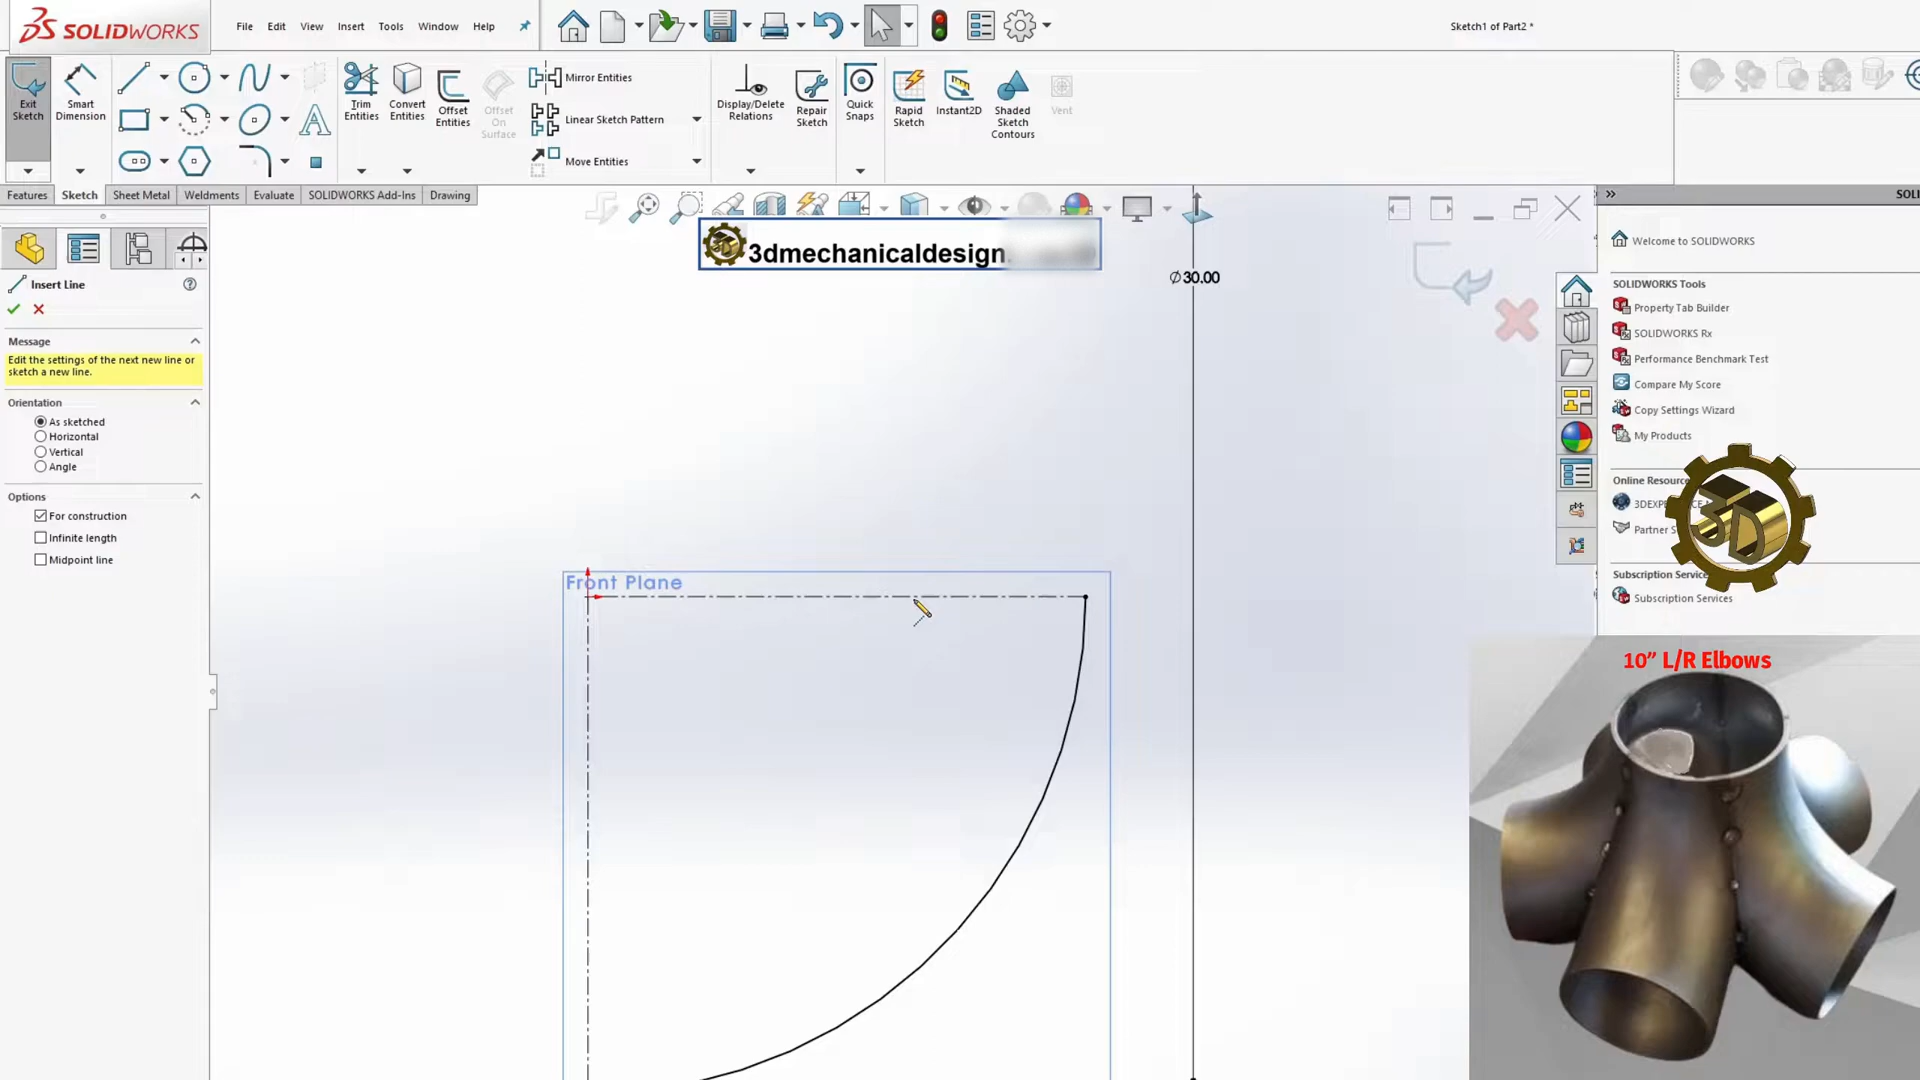 SOLIDWORKS
File Edit View Insert Tools Window Help
Sketch1 of Part2 *
Exit Sketch
Smart Dimension
Trim Entities
Convert Entities
Offset Entities
Offset On Surface
Mirror Entities
Linear Sketch Pattern
Move Entities
Display/Delete Relations
Repair Sketch
Quick Snaps
Rapid Sketch
Instant2D
Shaded Sketch Contours
Vent
Features Sketch Sheet Metal Weldments Evaluate SOLIDWORKS Add-Ins Drawing
Insert Line
Message
Edit the settings of the next new line or
sketch a new line.
Orientation
As sketched
Horizontal
Vertical
Angle
Options
For construction
Infinite length
Midpoint line
3dmechanicaldesign
Ø30.00
Front Plane
Welcome to SOLIDWORKS
SOLIDWORKS Tools
Property Tab Builder
SOLIDWORKS Rx
Performance Benchmark Test
Compare My Score
Copy Settings Wizard
My Products
Online
Partner
Subscription
Subscription Services
3D
10” L/R Elbows